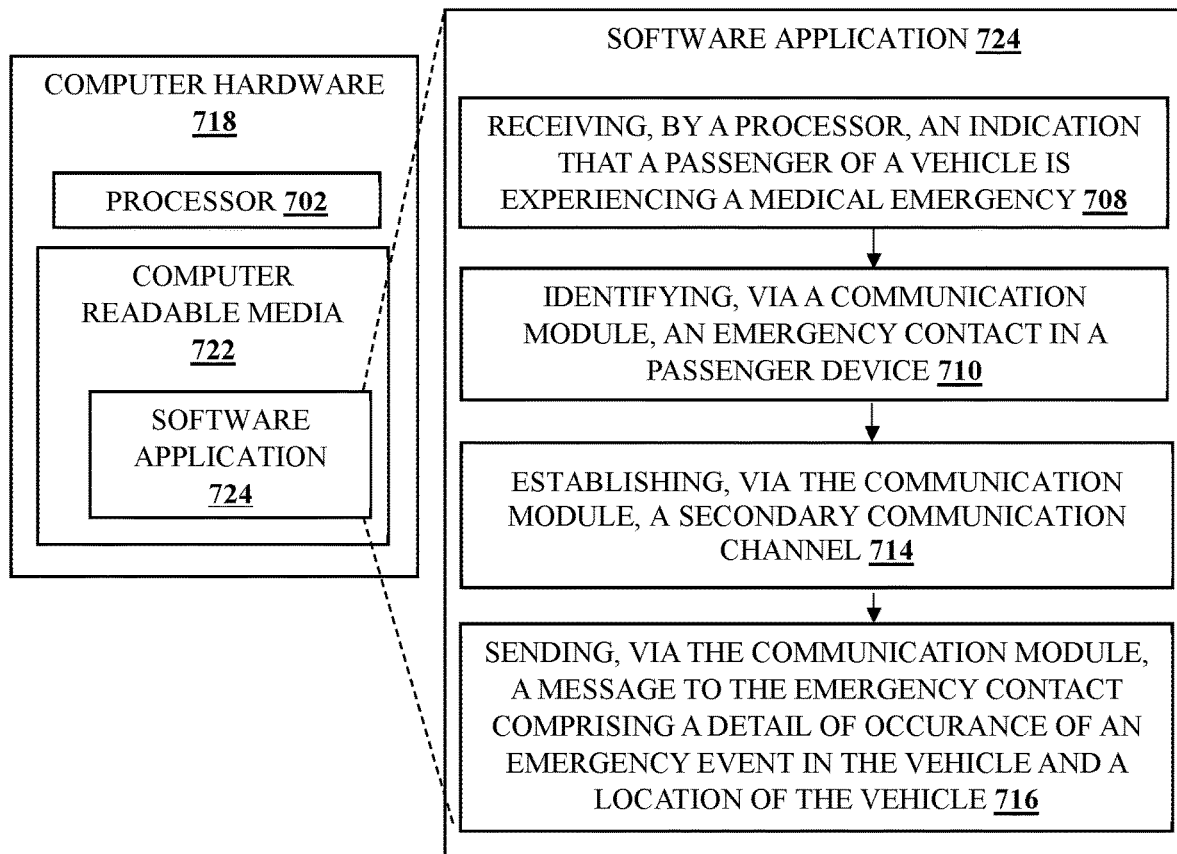 COMPUTER HARDWARE
718
PROCESSOR 702
COMPUTER
READABLE MEDIA
722
SOFTWARE
APPLICATION
724
SOFTWARE APPLICATION 724
RECEIVING, BY A PROCESSOR, AN INDICATION
THAT A PASSENGER OF A VEHICLE IS
EXPERIENCING A MEDICAL EMERGENCY 708
IDENTIFYING, VIA A COMMUNICATION
MODULE, AN EMERGENCY CONTACT IN A
PASSENGER DEVICE 710
ESTABLISHING, VIA THE COMMUNICATION
MODULE, A SECONDARY COMMUNICATION
CHANNEL 714
SENDING, VIA THE COMMUNICATION MODULE,
A MESSAGE TO THE EMERGENCY CONTACT
COMPRISING A DETAIL OF OCCURANCE OF AN
EMERGENCY EVENT IN THE VEHICLE AND A
LOCATION OF THE VEHICLE 716